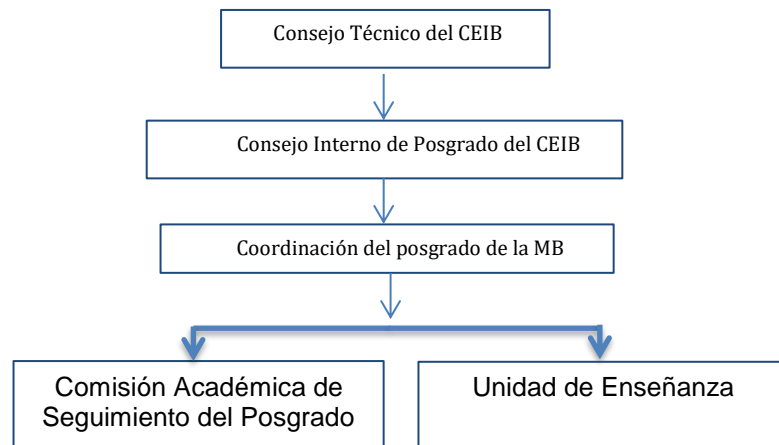 Consejo Técnico del CEIB
Consejo Interno de Posgrado del CEIB
Coordinación del posgrado de la MB
Comisión Académica de
Seguimiento del Posgrado
Unidad de Enseñanza